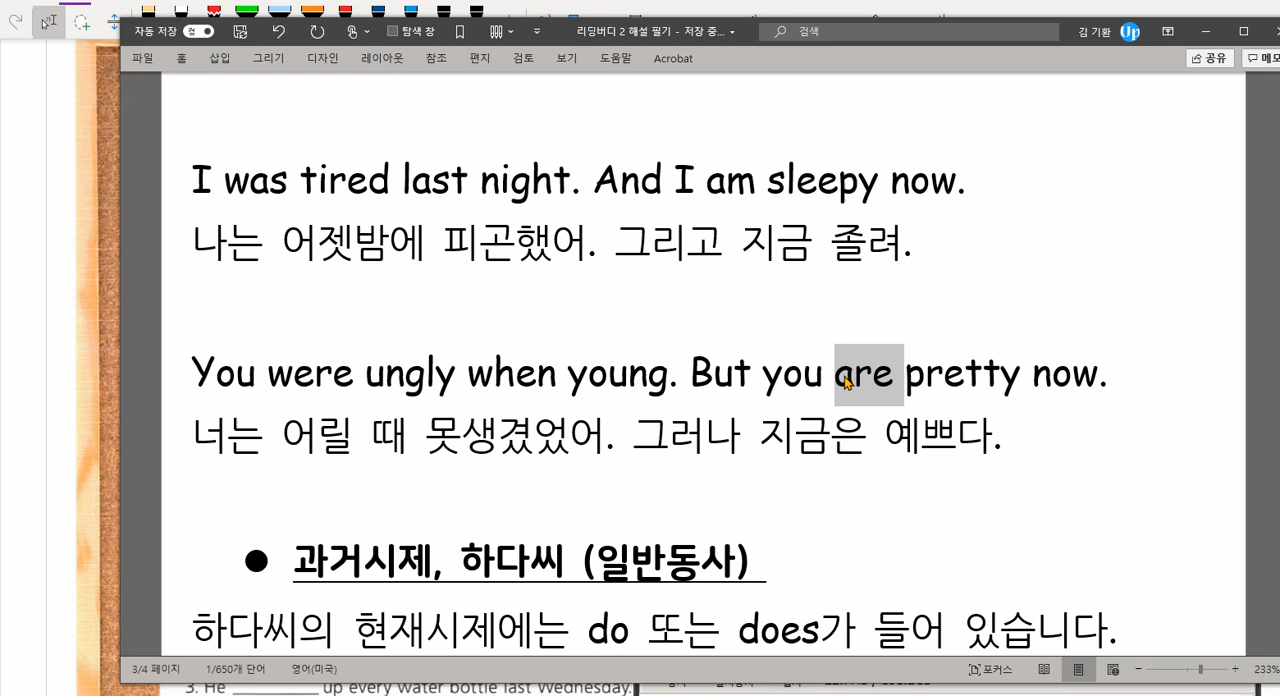 자동 저장 켬 탐색 창 리딩버디 2 해설 필기 - 저장 중... 검색 김 기환 Up
파일 홈 삽입 그리기 디자인 레이아웃 참조 편지 검토 보기 도움말 Acrobat 공유 메모
I was tired last night. And I am sleepy now.
나는 어젯밤에 피곤했어. 그리고 지금 졸려.
You were ungly when young. But you are pretty now.
너는 어릴 때 못생겼었어. 그러나 지금은 예쁘다.
● 과거시제, 하다씨 (일반동사)
하다씨의 현재시제에는 do 또는 does가 들어 있습니다.
3/4 페이지 1/650개 단어 영어(미국) 포커스 233%
3. He ________ up every water bottle last Wednesday.